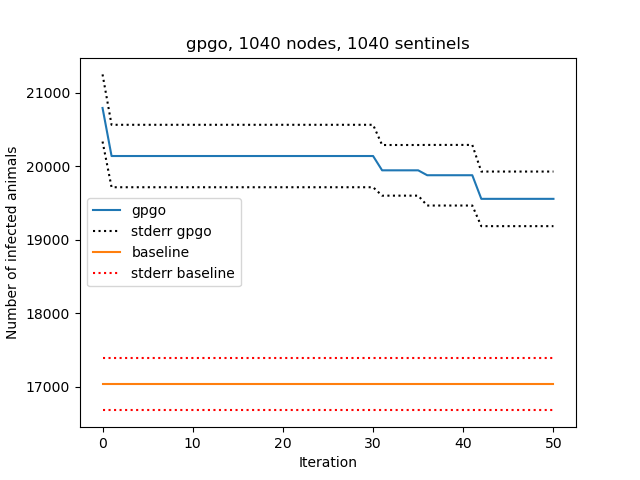 gpgo, 1040 nodes, 1040 sentinels
Number of infected animals
21000
20000
19000
18000
17000
gpgo
stderr gpgo
baseline
stderr baseline
0 10 20 30 40 50
Iteration